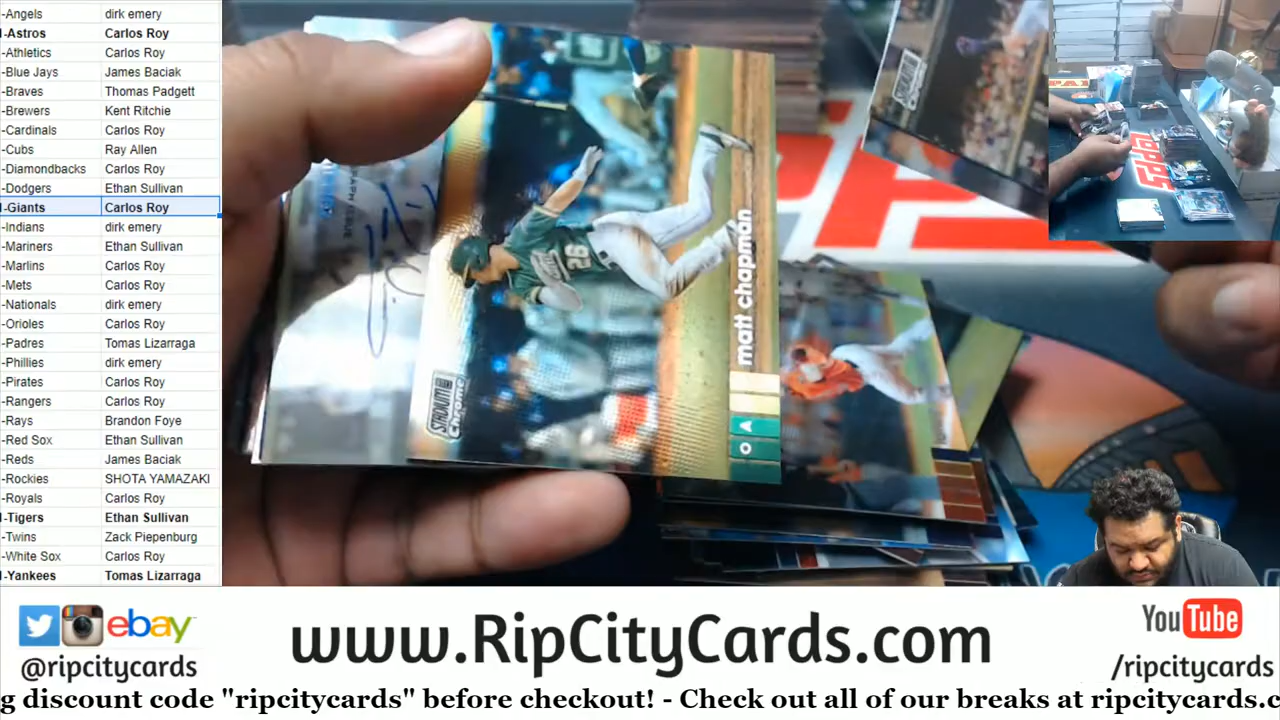 -Angels dirk emery
-Astros Carlos Roy
-Athletics Carlos Roy
-Blue Jays James Baciak
-Braves Thomas Padgett
-Brewers Kent Ritchie
-Cardinals Carlos Roy
-Cubs Ray Allen
-Diamondbacks Carlos Roy
-Dodgers Ethan Sullivan
-Giants Carlos Roy
-Indians dirk emery
-Mariners Ethan Sullivan
-Marlins Carlos Roy
-Mets Carlos Roy
-Nationals dirk emery
-Orioles Carlos Roy
-Padres Tomas Lizarraga
-Phillies dirk emery
-Pirates Carlos Roy
-Rangers Carlos Roy
-Rays Brandon Foye
-Red Sox Ethan Sullivan
-Reds James Baciak
-Rockies SHOTA YAMAZAKI
-Royals Carlos Roy
-Tigers Ethan Sullivan
-Twins Zack Piepenburg
-White Sox Carlos Roy
-Yankees Tomas Lizarraga
STADIUM
STADIUM CLUB
Chrome
26
matt chapman
O A
topps
ebay
@ripcitycards
www.RipCityCards.com
YouTube
/ripcitycards
g discount code "ripcitycards" before checkout! - Check out all of our breaks at ripcitycards.c